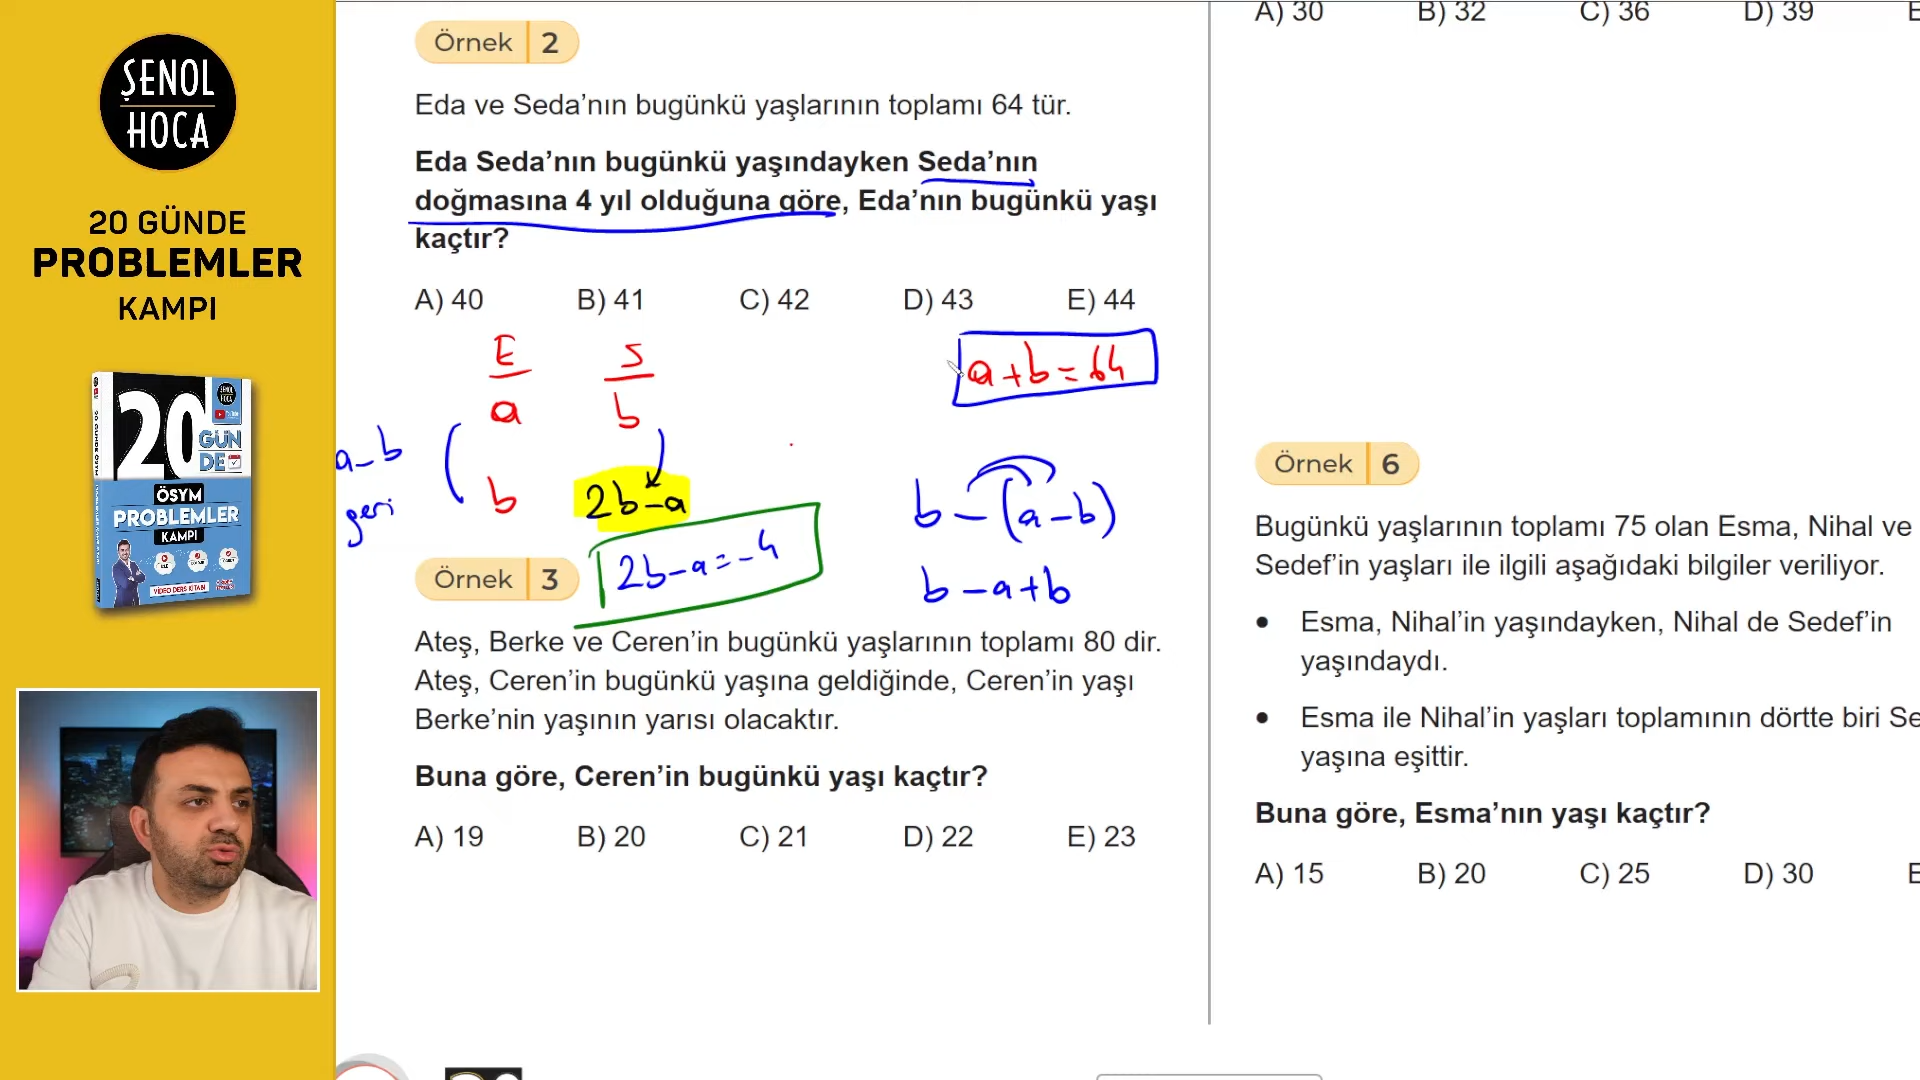 ŞENOL
HOCA
20 GÜNDE
PROBLEMLER
KAMPI
20
GÜN
DE
ÖSYM
PROBLEMLER
KAMPI
VİDEO DERS KİTABI
Örnek 2
Eda ve Seda’nın bugünkü yaşlarının toplamı 64 tür.
Eda Seda’nın bugünkü yaşındayken Seda’nın
doğmasına 4 yıl olduğuna göre, Eda’nın bugünkü yaşı
kaçtır?
A) 40 B) 41 C) 42 D) 43 E) 44
E S
a b
a+b=64
a-b
geri
b 2b-a
b-(a-b)
2b-a=-4
b-a+b
Örnek 3
Ateş, Berke ve Ceren’in bugünkü yaşlarının toplamı 80 dir.
Ateş, Ceren’in bugünkü yaşına geldiğinde, Ceren’in yaşı
Berke’nin yaşının yarısı olacaktır.
Buna göre, Ceren’in bugünkü yaşı kaçtır?
A) 19 B) 20 C) 21 D) 22 E) 23
A) 30 B) 32 C) 36 D) 39
Örnek 6
Bugünkü yaşlarının toplamı 75 olan Esma, Nihal ve
Sedef’in yaşları ile ilgili aşağıdaki bilgiler veriliyor.
• Esma, Nihal’in yaşındayken, Nihal de Sedef’in
yaşındaydı.
• Esma ile Nihal’in yaşları toplamının dörtte biri Se
yaşına eşittir.
Buna göre, Esma’nın yaşı kaçtır?
A) 15 B) 20 C) 25 D) 30